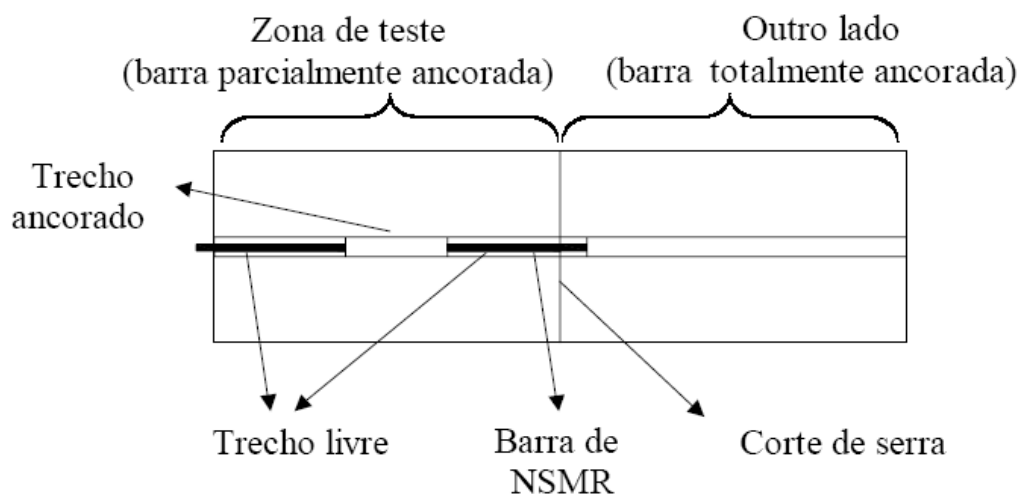 Zona de teste
(barra parcialmente ancorada)
Outro lado
(barra totalmente ancorada)
Trecho
ancorado
Trecho livre
Barra de
NSMR
Corte de serra